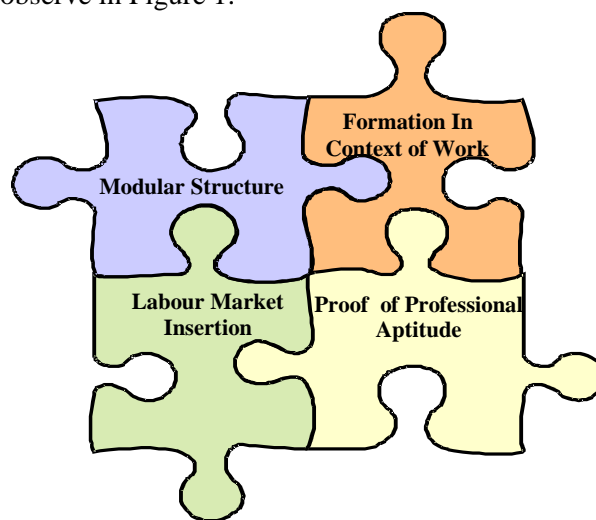 observe in Figure 1.
Formation In
Context of Work
Modular Structure
Labour Market
Insertion
Proof of Professional
Aptitude